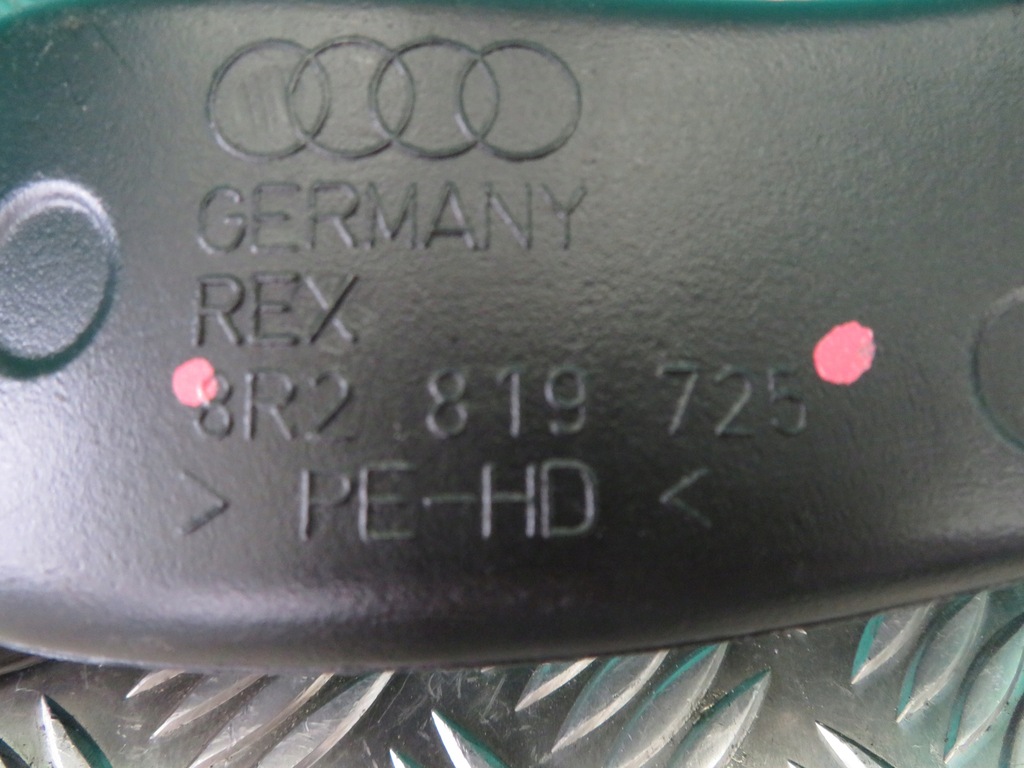 GERMANY
REX
8R2 819 725
> PE-HD <